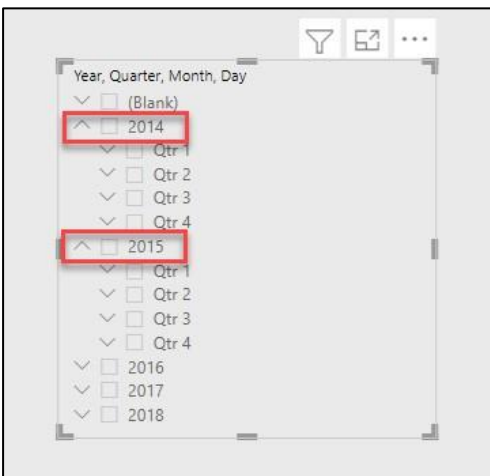 Year, Quarter, Month, Day
(Blank)
2014
Qtr 1
Qtr 2
Qtr 3
Qtr 4
2015
Qtr 1
Qtr 2
Qtr 3
Qtr 4
2016
2017
2018